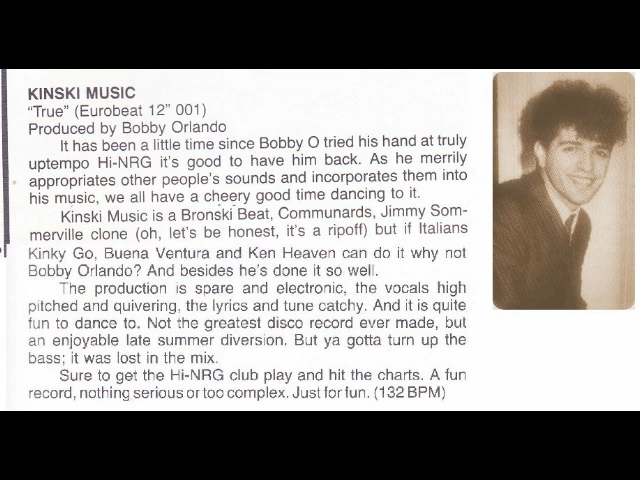 KINSKI MUSIC
"True" (Eurobeat 12" 001)
Produced by Bobby Orlando
It has been a little time since Bobby O tried his hand at truly
uptempo Hi-NRG it's good to have him back. As he merrily
appropriates other people's sounds and incorporates them into
his music, we all have a cheery good time dancing to it.
Kinski Music is a Bronski Beat, Communards, Jimmy Som-
merville clone (oh, let's be honest, it's a ripoff) but if Italians
Kinky Go, Buena Ventura and Ken Heaven can do it why not
Bobby Orlando? And besides he's done it so well.
The production is spare and electronic, the vocals high
pitched and quivering, the lyrics and tune catchy. And it is quite
fun to dance to. Not the greatest disco record ever made, but
an enjoyable late summer diversion. But ya gotta turn up the
bass; it was lost in the mix.
Sure to get the Hi-NRG club play and hit the charts. A fun
record, nothing serious or too complex. Just for fun. (132 BPM)